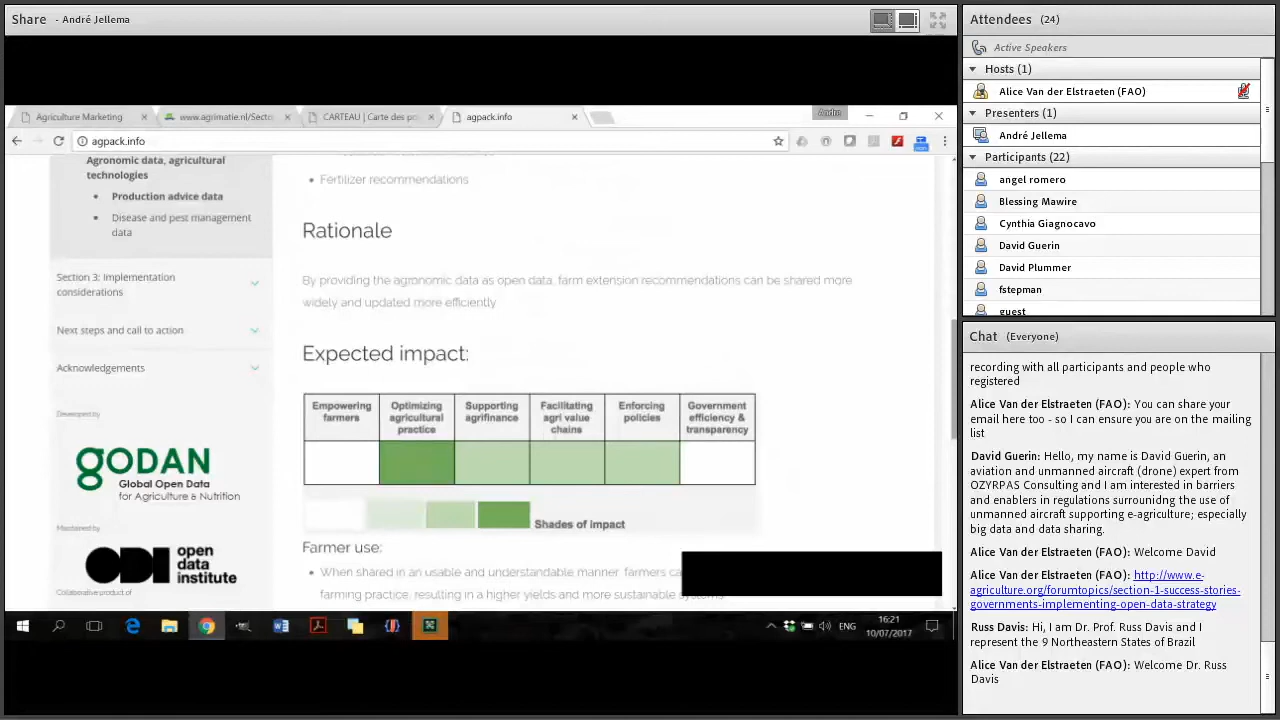 Share - André Jellema
Agriculture Marketing
www.agrimatie.nl/Secto
CARTEAU | Carte des po
agpack.info
Andre
agpack.info
Agronomic data, agricultural
technologies
Production advice data
Disease and pest management
data
Section 3: Implementation
considerations
Next steps and call to action
Acknowledgements
Developed by
GODAN
Global Open Data
for Agriculture & Nutrition
Maintained by
ODI open
data
institute
Collaborative product of
• Fertilizer recommendations
Rationale
By providing the agronomic data as open data, farm extension recommendations can be shared more
widely and updated more efficiently
Expected impact:
Empowering farmers
Optimizing agricultural practice
Supporting agrifinance
Facilitating agri value chains
Enforcing policies
Government efficiency & transparency
Shades of impact
Farmer use:
• When shared in an usable and understandable manner farmers ca
farming practice, resulting in a higher yields and more sustainable systems.
ENG
16:21
10/07/2017
Attendees (24)
Active Speakers
Hosts (1)
Alice Van der Elstraeten (FAO)
Presenters (1)
André Jellema
Participants (22)
angel romero
Blessing Mawire
Cynthia Giagnocavo
David Guerin
David Plummer
fstepman
guest
Chat (Everyone)
recording with all participants and people who
registered
Alice Van der Elstraeten (FAO): You can share your
email here too - so I can be sure you are on the mailing
list
David Guerin: Hello, my name is David Guerin, an
aviation and unmanned aircraft (drone) expert from
OZYRPAS Consulting and I am interested in barriers
and enablers in regulations surrouinding the use of
unmanned aircraft supporting e-agriculture; especially
big data and data sharing.
Alice Van der Elstraeten (FAO): Welcome David
Alice Van der Elstraeten (FAO): http://www.e-
agriculture.org/forumtopics/section-1-success-stories-
governments-implementing-open-data-strategy
Russ Davis: Hi, I am Dr. Prof. Russ Davis and I
represent the 9 Northeastern States of Brazil
Alice Van der Elstraeten (FAO): Welcome Dr. Russ
Davis